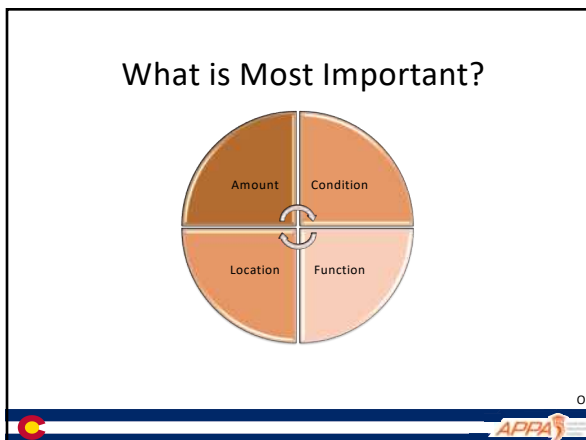 What is Most Important?
Amount
Condition
Location
Function
O
APPA